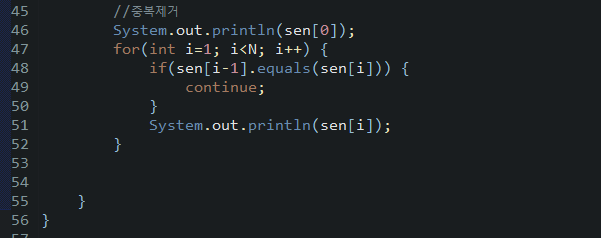 45 //중복제거
46 System.out.println(sen[0]);
47 for(int i=1; i<N; i++) {
48 if(sen[i-1].equals(sen[i])) {
49 continue;
50 }
51 System.out.println(sen[i]);
52 }
53
54
55 }
56 }
57